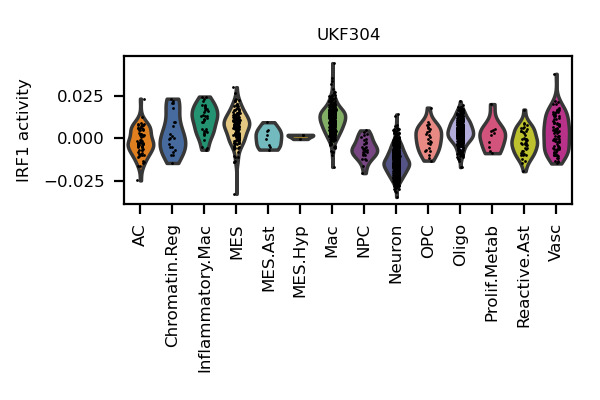 UKF304
IRF1 activity
0.025
0.000
−0.025
AC
Chromatin.Reg
Inflammatory.Mac
MES
MES.Ast
MES.Hyp
Mac
NPC
Neuron
OPC
Oligo
Prolif.Metab
Reactive.Ast
Vasc